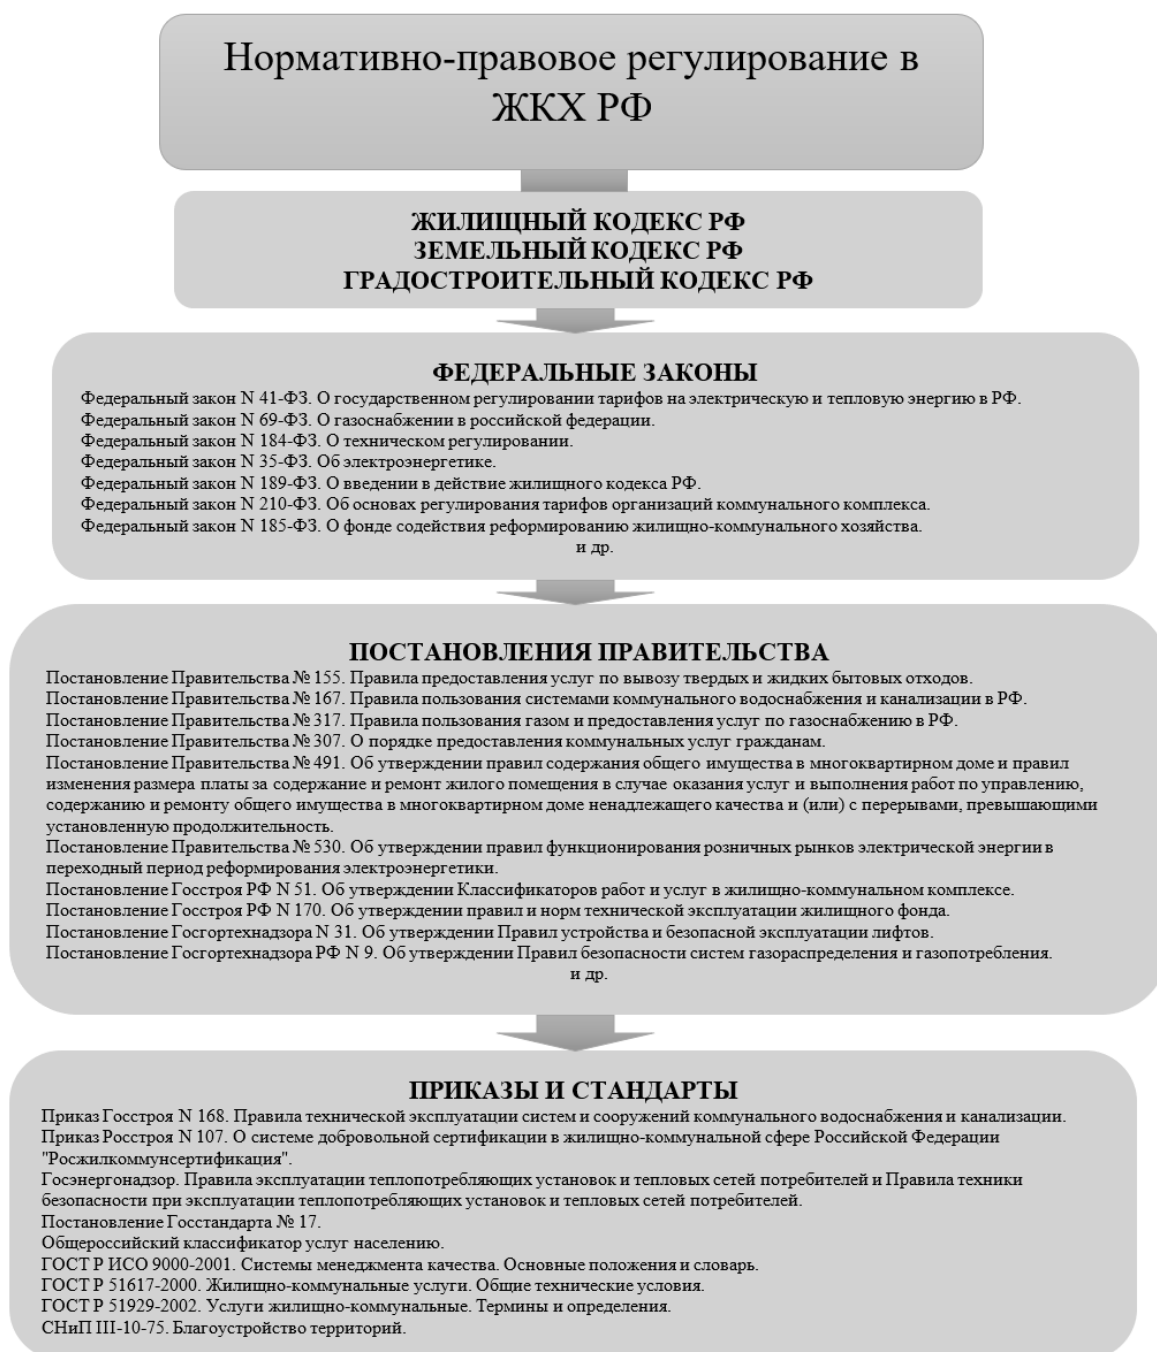 Нормативно-правовое регулирование в
ЖКХ РФ
ЖИЛИЩНЫЙ КОДЕКС РФ
ЗЕМЕЛЬНЫЙ КОДЕКС РФ
ГРАДОСТРОИТЕЛЬНЫЙ КОДЕКС РФ
ФЕДЕРАЛЬНЫЕ ЗАКОНЫ
Федеральный закон N 41-ФЗ. О государственном регулировании тарифов на электрическую и тепловую энергию в РФ.
Федеральный закон N 69-ФЗ. О газоснабжении в российской федерации.
Федеральный закон N 184-ФЗ. О техническом регулировании.
Федеральный закон N 35-ФЗ. Об электроэнергетике.
Федеральный закон N 189-ФЗ. О введении в действие жилищного кодекса РФ.
Федеральный закон N 210-ФЗ. Об основах регулирования тарифов организаций коммунального комплекса.
Федеральный закон N 185-ФЗ. О фонде содействия реформированию жилищно-коммунального хозяйства.
и др.
ПОСТАНОВЛЕНИЯ ПРАВИТЕЛЬСТВА
Постановление Правительства № 155. Правила предоставления услуг по вывозу твердых и жидких бытовых отходов.
Постановление Правительства № 167. Правила пользования системами коммунального водоснабжения и канализации в РФ.
Постановление Правительства № 317. Правила пользования газом и предоставления услуг по газоснабжению в РФ.
Постановление Правительства № 307. О порядке предоставления коммунальных услуг гражданам.
Постановление Правительства № 491. Об утверждении правил содержания общего имущества в многоквартирном доме и правил
изменения размера платы за содержание и ремонт жилого помещения в случае оказания услуг и выполнения работ по управлению,
содержанию и ремонту общего имущества в многоквартирном доме ненадлежащего качества и (или) с перерывами, превышающими
установленную продолжительность.
Постановление Правительства № 530. Об утверждении правил функционирования розничных рынков электрической энергии в
переходный период реформирования электроэнергетики.
Постановление Госстроя РФ N 51. Об утверждении Классификаторов работ и услуг в жилищно-коммунальном комплексе.
Постановление Госстроя РФ N 170. Об утверждении правил и норм технической эксплуатации жилищного фонда.
Постановление Госгортехнадзора N 31. Об утверждении Правил устройства и безопасной эксплуатации лифтов.
Постановление Госгортехнадзора РФ N 9. Об утверждении Правил безопасности систем газораспределения и газопотребления.
и др.
ПРИКАЗЫ И СТАНДАРТЫ
Приказ Госстроя N 168. Правила технической эксплуатации систем и сооружений коммунального водоснабжения и канализации.
Приказ Росстроя N 107. О системе добровольной сертификации в жилищно-коммунальной сфере Российской Федерации
"Росжилкоммунсертификация".
Госэнергонадзор. Правила эксплуатации теплопотребляющих установок и тепловых сетей потребителей и Правила техники
безопасности при эксплуатации теплопотребляющих установок и тепловых сетей потребителей.
Постановление Госстандарта № 17.
Общероссийский классификатор услуг населению.
ГОСТ Р ИСО 9000-2001. Системы менеджмента качества. Основные положения и словарь.
ГОСТ Р 51617-2000. Жилищно-коммунальные услуги. Общие технические условия.
ГОСТ Р 51929-2002. Услуги жилищно-коммунальные. Термины и определения.
СНиП III-10-75. Благоустройство территорий.